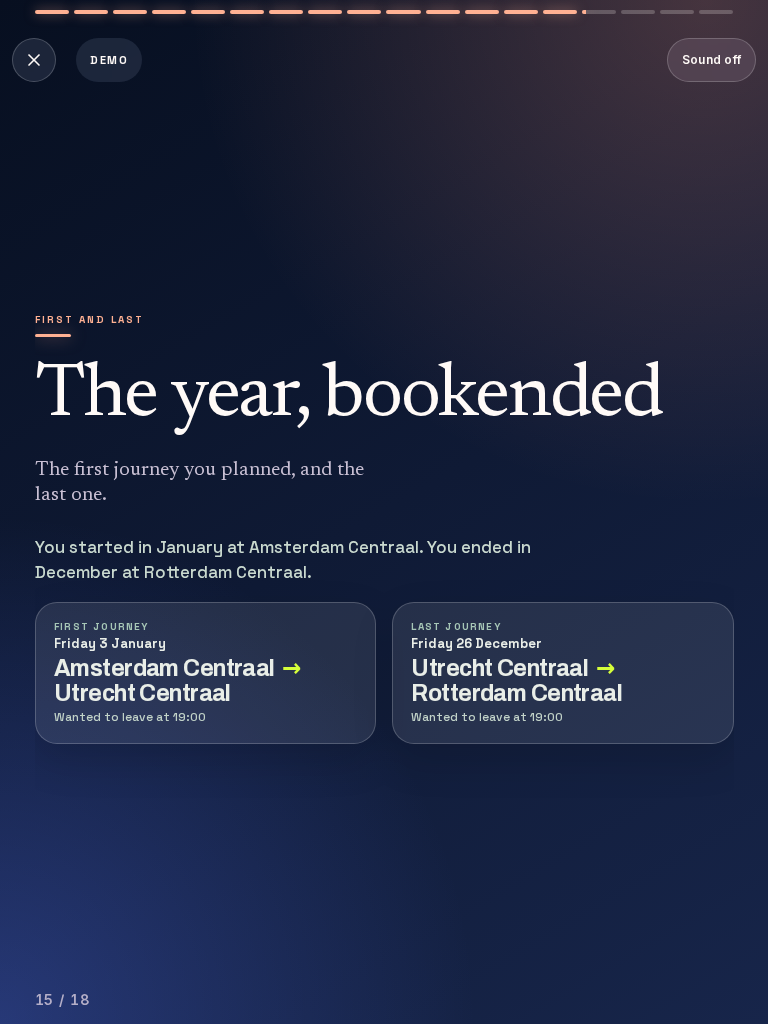 DEMO
Sound off
FIRST AND LAST
The year, bookended
The first journey you planned, and the
last one.
You started in January at Amsterdam Centraal. You ended in
December at Rotterdam Centraal.
FIRST JOURNEY
Friday 3 January
Amsterdam Centraal →
Utrecht Centraal
Wanted to leave at 19:00
LAST JOURNEY
Friday 26 December
Utrecht Centraal →
Rotterdam Centraal
Wanted to leave at 19:00
15 / 18